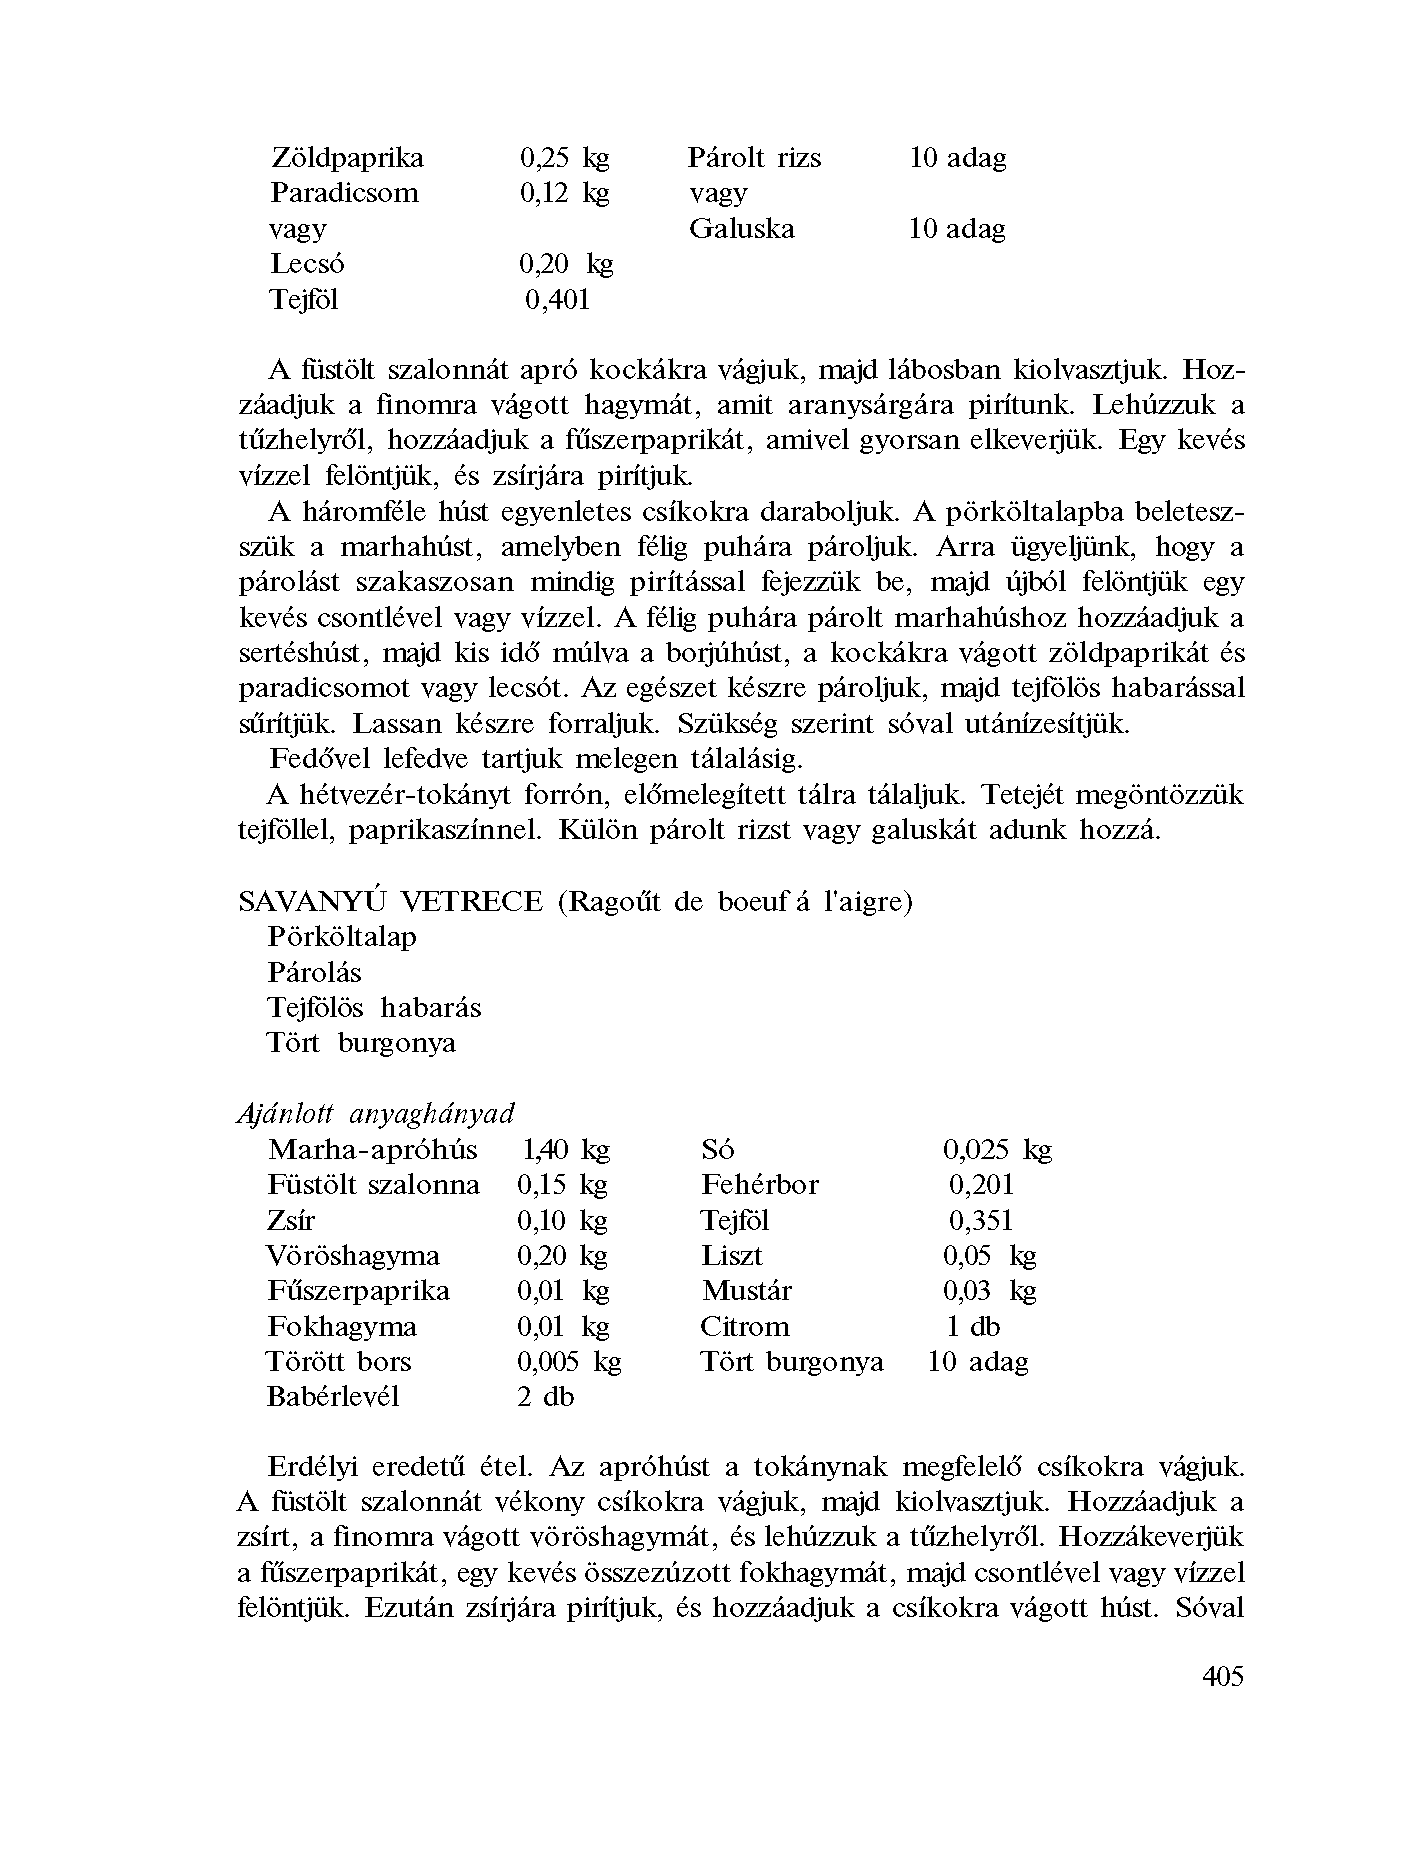 Zöldpaprika 0,25 kg Párolt rizs 10 adag
Paradicsom 0,12 kg vagy
vagy Galuska 10 adag
Lecsó 0,20 kg
Tejföl 0,401
A füstölt szalonnát apró kockákra vágjuk, majd lábosban kiolvasztjuk. Hoz-
záadjuk a finomra vágott hagymát, amit aranysárgára pirítunk. Lehúzzuk a
tűzhelyről, hozzáadjuk a fűszerpaprikát, amivel gyorsan elkeverjük. Egy kevés
vízzel felöntjük, és zsírjára pirítjuk.
A háromféle húst egyenletes csíkokra daraboljuk. A pörköltalapba belетesz-
szük a marhahúst, amelyben félig puhára pároljuk. Arra ügyeljünk, hogy a
párolást szakaszosan mindig pirítással fejezzük be, majd újból felöntjük egy
kevés csontlével vagy vízzel. A félig puhára párolt marhahúshoz hozzáadjuk a
sertéshúst, majd kis idő múlva a borjúhúst, a kockákra vágott zöldpaprikát és
paradicsomot vagy lecsót. Az egészet készre pároljuk, majd tejfölös habarással
sűrítjük. Lassan készre forraljuk. Szükség szerint sóval utánízesítjük.
Fedővel lefedve tartjuk melegen tálalásig.
A hétvezér-tokányt forrón, előmelegített tálra tálaljuk. Tetejét megöntözzük
tejföllel, paprikaszínnel. Külön párolt rizst vagy galuskát adunk hozzá.
SAVANYÚ VETRECE (Ragoűt de boeuf á l'aigre)
Pörköltalap
Párolás
Tejfölös habarás
Tört burgonya
Ajánlott anyaghányad
Marha-apróhús 1,40 kg Só 0,025 kg
Füstölt szalonna 0,15 kg Fehérbor 0,201
Zsír 0,10 kg Tejföl 0,351
Vöröshagyma 0,20 kg Liszt 0,05 kg
Fűszerpaprika 0,01 kg Mustár 0,03 kg
Fokhagyma 0,01 kg Citrom 1 db
Törött bors 0,005 kg Tört burgonya 10 adag
Babérlevél 2 db
Erdélyi eredetű étel. Az apróhúst a tokánynak megfelelő csíkokra vágjuk.
A füstölt szalonnát vékony csíkokra vágjuk, majd kiolvasztjuk. Hozzáadjuk a
zsírt, a finomra vágott vöröshagymát, és lehúzzuk a tűzhelyről. Hozzákeverjük
a fűszerpaprikát, egy kevés összezúzott fokhagymát, majd csontlével vagy vízzel
felöntjük. Ezután zsírjára pirítjuk, és hozzáadjuk a csíkokra vágott húst. Sóval
405